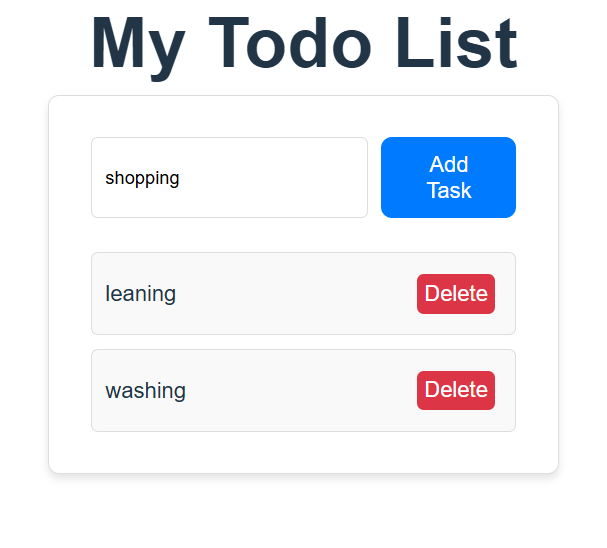 My Todo List
shopping
Add
Task
leaning
Delete
washing
Delete